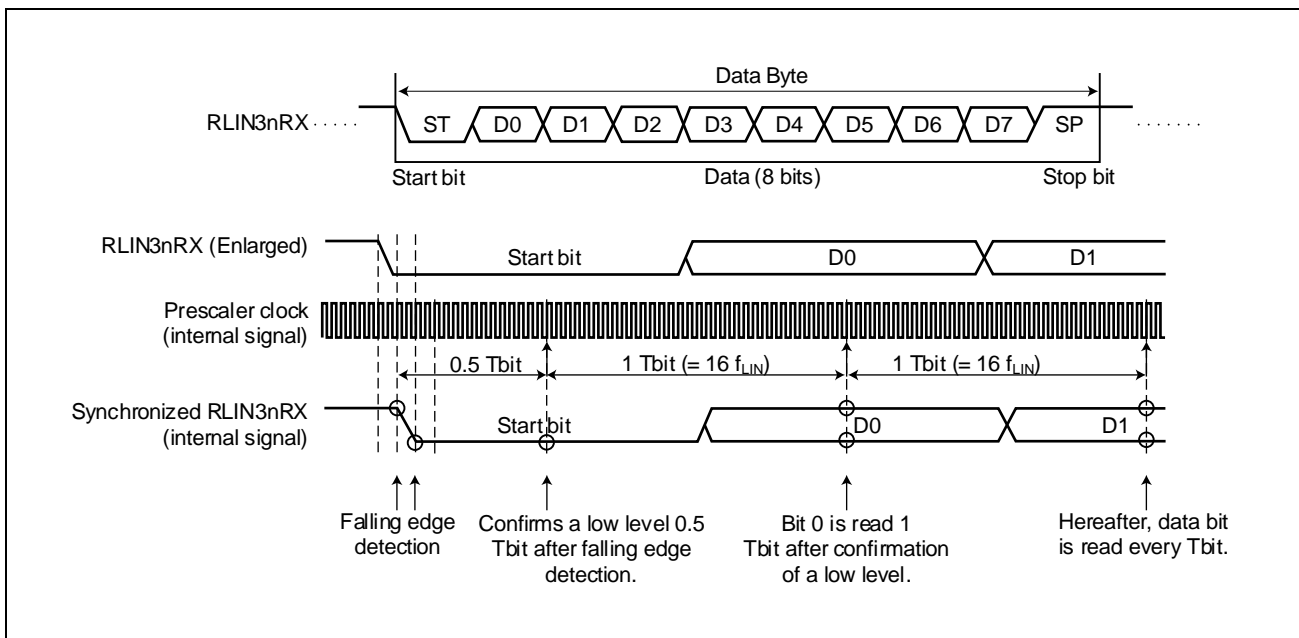 Data Byte
RLIN3nRX
ST D0 D1 D2 D3 D4 D5 D6 D7 SP
Start bit Data (8 bits) Stop bit
RLIN3nRX (Enlarged)
Start bit D0 D1
Prescaler clock
(internal signal)
0.5 Tbit 1 Tbit (= 16 fLIN) 1 Tbit (= 16 fLIN)
Synchronized RLIN3nRX
(internal signal)
Start bit D0 D1
Falling edge
detection
Confirms a low level 0.5
Tbit after falling edge
detection.
Bit 0 is read 1
Tbit after confirmation
of a low level.
Hereafter, data bit
is read every Tbit.